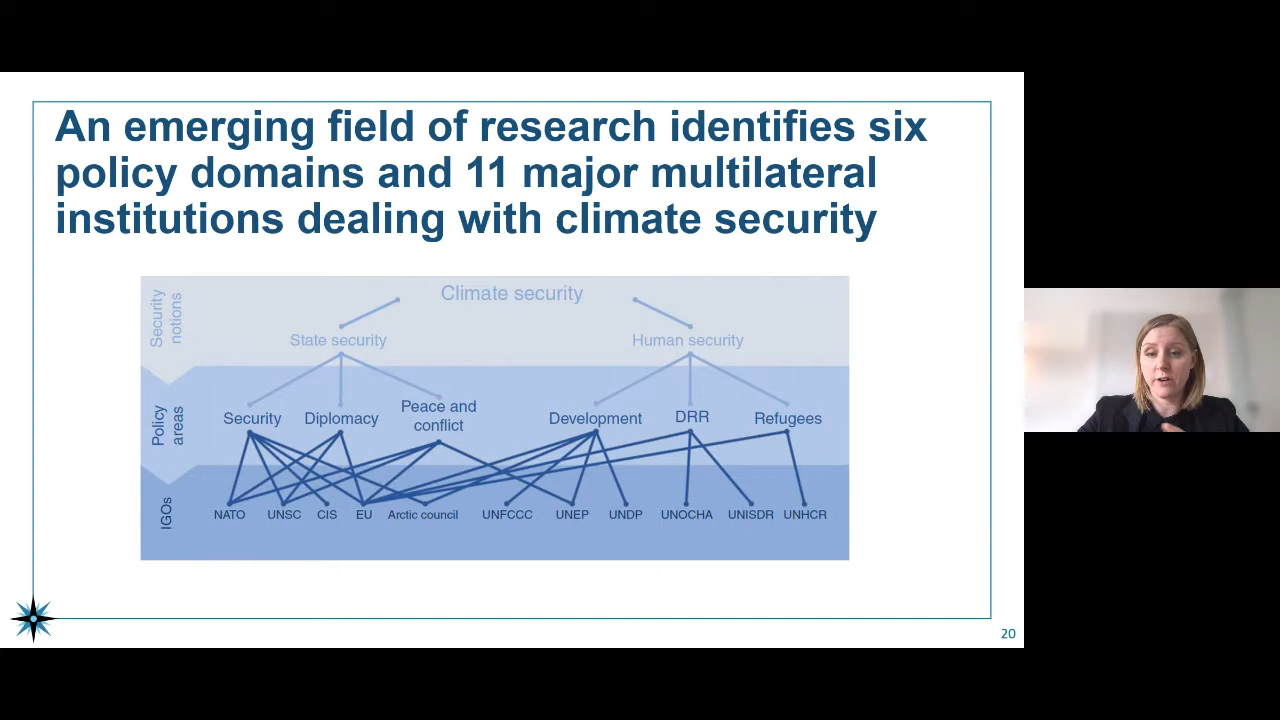 An emerging field of research identifies six
policy domains and 11 major multilateral
institutions dealing with climate security
Security
notions
Climate security
State security
Human security
Policy
areas
Security
Diplomacy
Peace and
conflict
Development
DRR
Refugees
IGOs
NATO
UNSC
CIS
EU
Arctic council
UNFCCC
UNEP
UNDP
UNOCHA
UNISDR
UNHCR
20